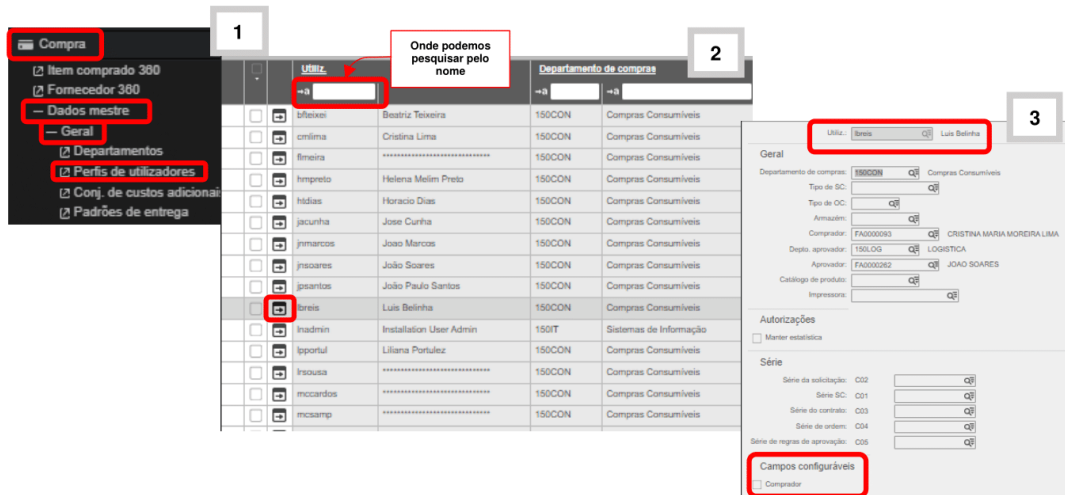 1
Compra
Item comprado 360
Fornecedor 360
Dados mestre
Geral
Departamentos
Perfis de utilizadores
Conj. de custos adicionais
Padrões de entrega
Onde podemos
pesquisar pelo
nome
2
Utiliz. Departamento de compras
bfteixei Beatriz Teixeira 150CON Compras Consumíveis
cmlima Cristina Lima 150CON Compras Consumíveis
flmeira ****************************** 150CON Compras Consumíveis
hmpreto Helena Melim Preto 150CON Compras Consumíveis
htdias Horacio Dias 150CON Compras Consumíveis
jacunha Jose Cunha 150CON Compras Consumíveis
jnmarcos Joao Marcos 150CON Compras Consumíveis
jnsoares João Soares 150CON Compras Consumíveis
jpsantos João Paulo Santos 150CON Compras Consumíveis
lbreis Luis Belinha 150CON Compras Consumíveis
lnadmin Installation User Admin 150IT Sistemas de Informação
lpportul Liliana Portulez 150CON Compras Consumíveis
lrsousa ****************************** 150CON Compras Consumíveis
mccardos ****************************** 150CON Compras Consumíveis
mcsamp ****************************** 150CON Compras Consumíveis
3
Utiliz.: lbreis Luis Belinha
Geral
Departamento de compras: 150CON Compras Consumíveis
Tipo de SC:
Tipo de OC:
Armazém:
Comprador: FA0000093 CRISTINA MARIA MOREIRA LIMA
Depto. aprovador: 150LOG LOGISTICA
Aprovador: FA0000262 JOAO SOARES
Catálogo de produto:
Impressora:
Autorizações
Manter estatística
Série
Série da solicitação: C02
Série SC: C01
Série do contrato: C03
Série de ordem: C04
Série de regras de aprovação: C05
Campos configuráveis
Comprador